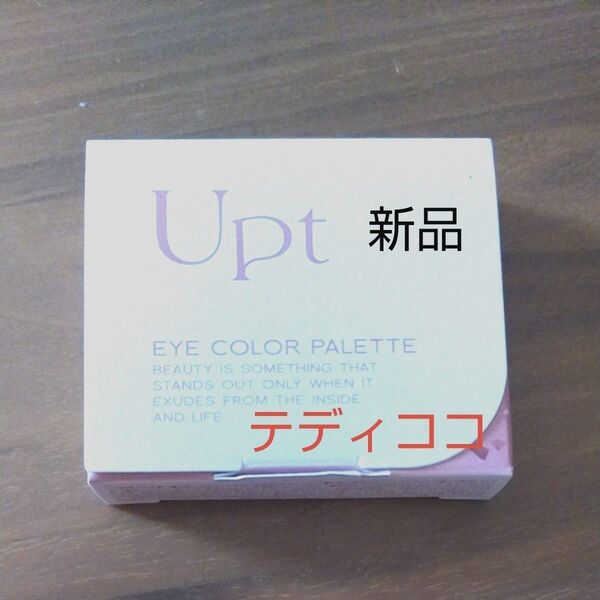 Upt 新品
EYE COLOR PALETTE
BEAUTY IS SOMETHING THAT
STANDS OUT ONLY WHEN IT
EXUDES FROM THE INSIDE
AND LIFE.
テディココ